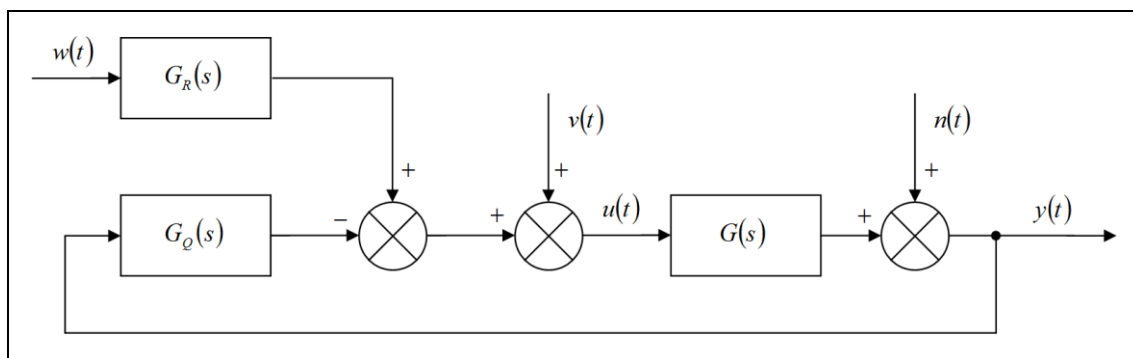 w(t)
G_R(s)
v(t)
n(t)
+
+
+
G_Q(s)
−
+
u(t)
G(s)
+
y(t)